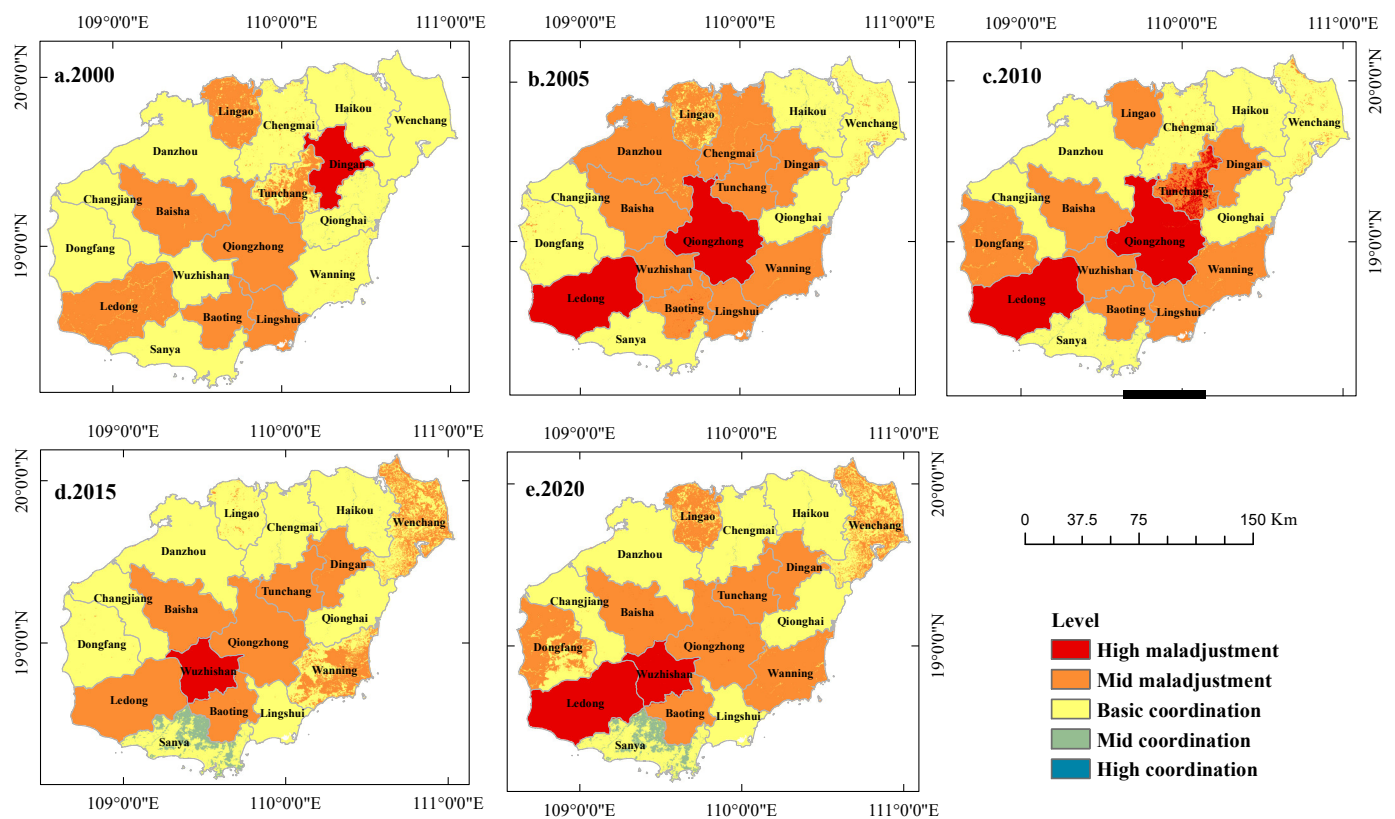 109°0'0"E 110°0'0"E 111°0'0"E
109°0'0"E 110°0'0"E 111°0'0"E
109°0'0"E 110°0'0"E 111°0'0"E
20°0'0"N
19°0'0"N
a.2000
Lingao
Haikou
Chengmai
Wenchang
Danzhou
Dingan
Tunchang
Changjiang
Baisha
Qionghai
Dongfang
Qiongzhong
Wuzhishan
Wanning
Ledong
Baoting
Lingshui
Sanya
b.2005
Lingao
Haikou
Wenchang
Danzhou
Chengmai
Dingan
Tunchang
Changjiang
Baisha
Qionghai
Dongfang
Qiongzhong
Wuzhishan
Wanning
Ledong
Baoting
Lingshui
Sanya
c.2010
Lingao
Haikou
Chengmai
Wenchang
Danzhou
Dingan
Tunchang
Changjiang
Baisha
Qionghai
Dongfang
Qiongzhong
Wuzhishan
Wanning
Ledong
Baoting
Lingshui
Sanya
20°0'0"N
19°0'0"N
109°0'0"E 110°0'0"E 111°0'0"E
109°0'0"E 110°0'0"E 111°0'0"E
20°0'0"N
19°0'0"N
d.2015
Lingao
Haikou
Chengmai
Wenchang
Danzhou
Dingan
Tunchang
Changjiang
Baisha
Qionghai
Dongfang
Qiongzhong
Wuzhishan
Wanning
Ledong
Baoting
Lingshui
Sanya
e.2020
Lingao
Haikou
Chengmai
Wenchang
Danzhou
Dingan
Tunchang
Changjiang
Baisha
Qionghai
Dongfang
Qiongzhong
Wuzhishan
Wanning
Ledong
Baoting
Lingshui
Sanya
20°0'0"N
19°0'0"N
109°0'0"E 110°0'0"E 111°0'0"E
109°0'0"E 110°0'0"E 111°0'0"E
0 37.5 75 150 Km
Level
High maladjustment
Mid maladjustment
Basic coordination
Mid coordination
High coordination